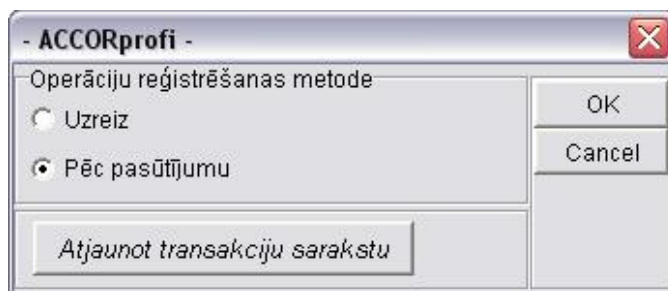 - ACCORprofi -
Operāciju reģistrēšanas metode
Uzreiz
Pēc pasūtījumu
OK
Cancel
Atjaunot transakciju sarakstu